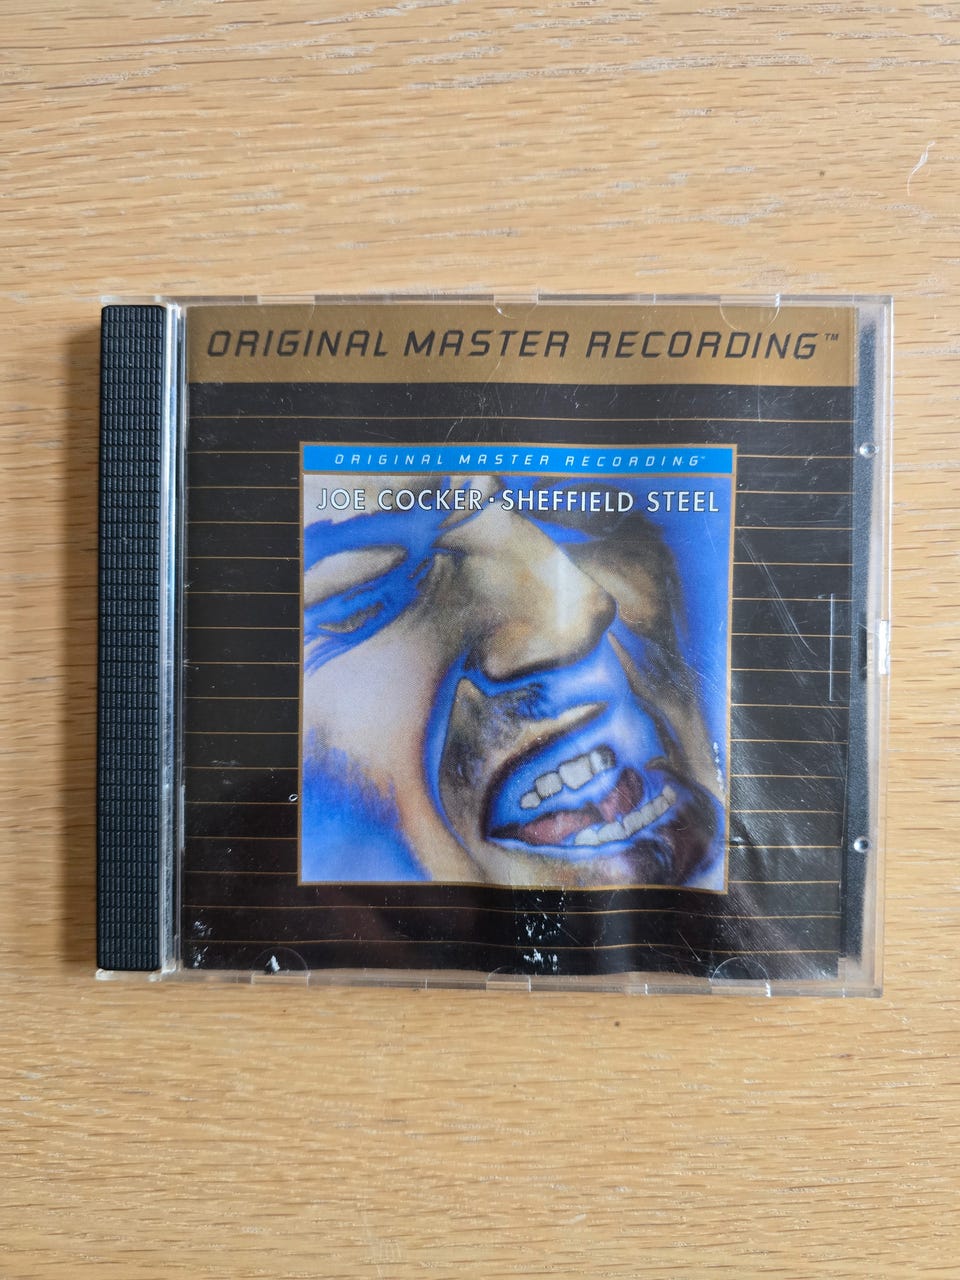 ORIGINAL MASTER RECORDING™
ORIGINAL MASTER RECORDING™
JOE COCKER · SHEFFIELD STEEL